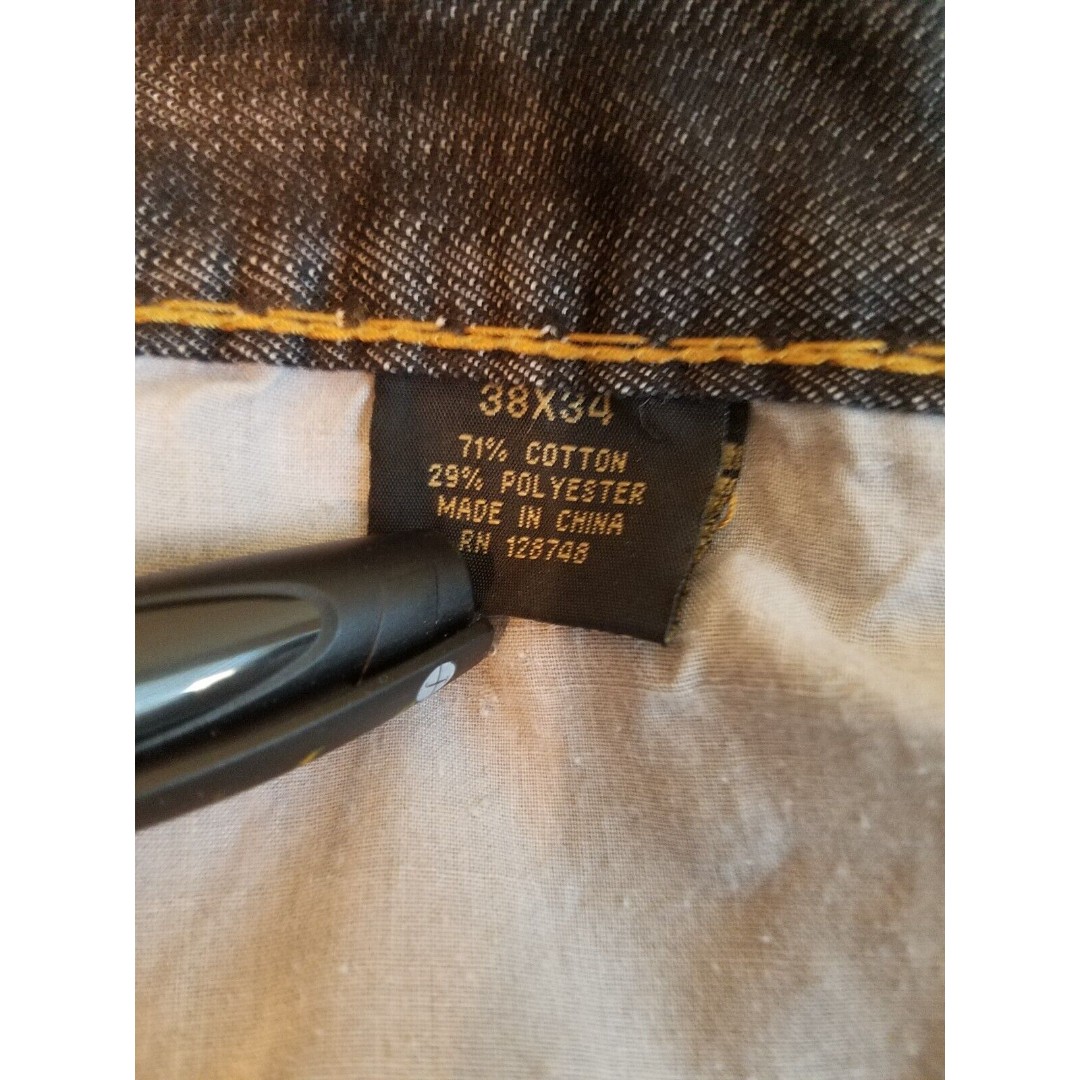 38X34
71% COTTON
29% POLYESTER
MADE IN CHINA
RN 128748